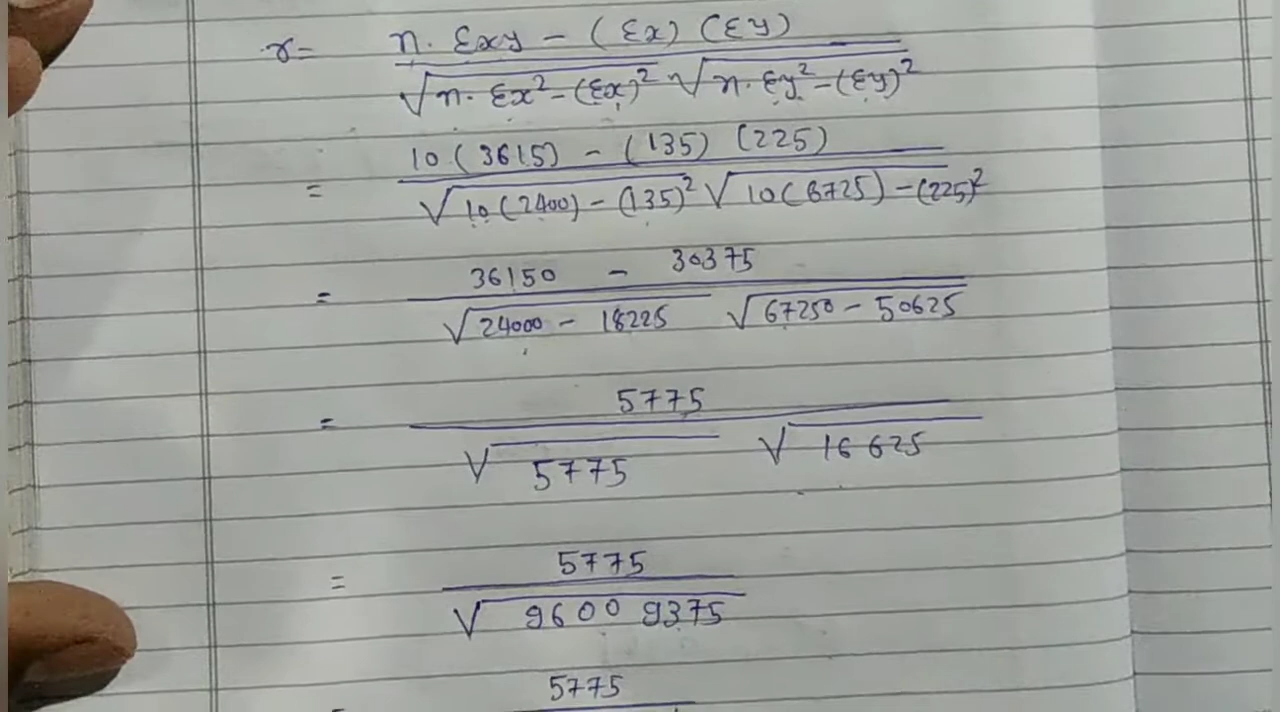 r= n. Σxy - (Σx) (Σy)
√n. Σx² - (Σx)² √n. Σy² - (Σy)²
10 (3615) - (135) (225)
= √10 (2400) - (135)² √10(6725) - (225)²
36150 - 30375
= √24000 - 18225 √67250 - 50625
= 5775
√5775 √16625
= 5775
√96009375
5775